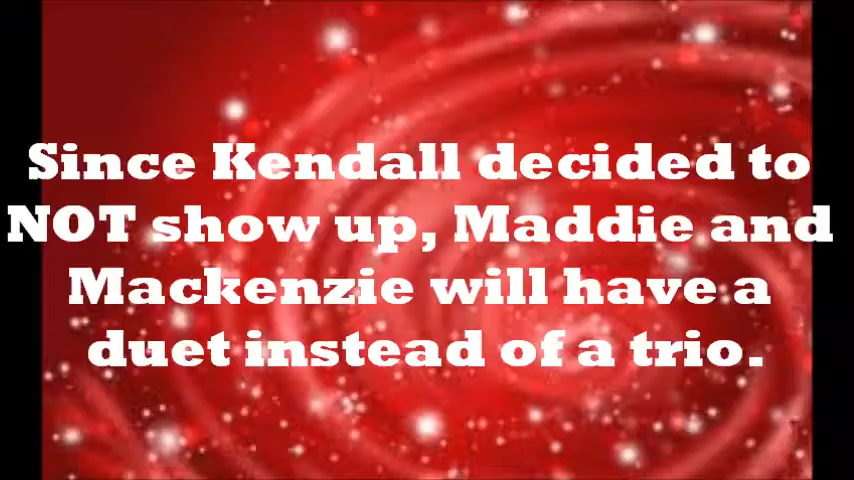 Since Kendall decided to
NOT show up, Maddie and
Mackenzie will have a
duet instead of a trio.